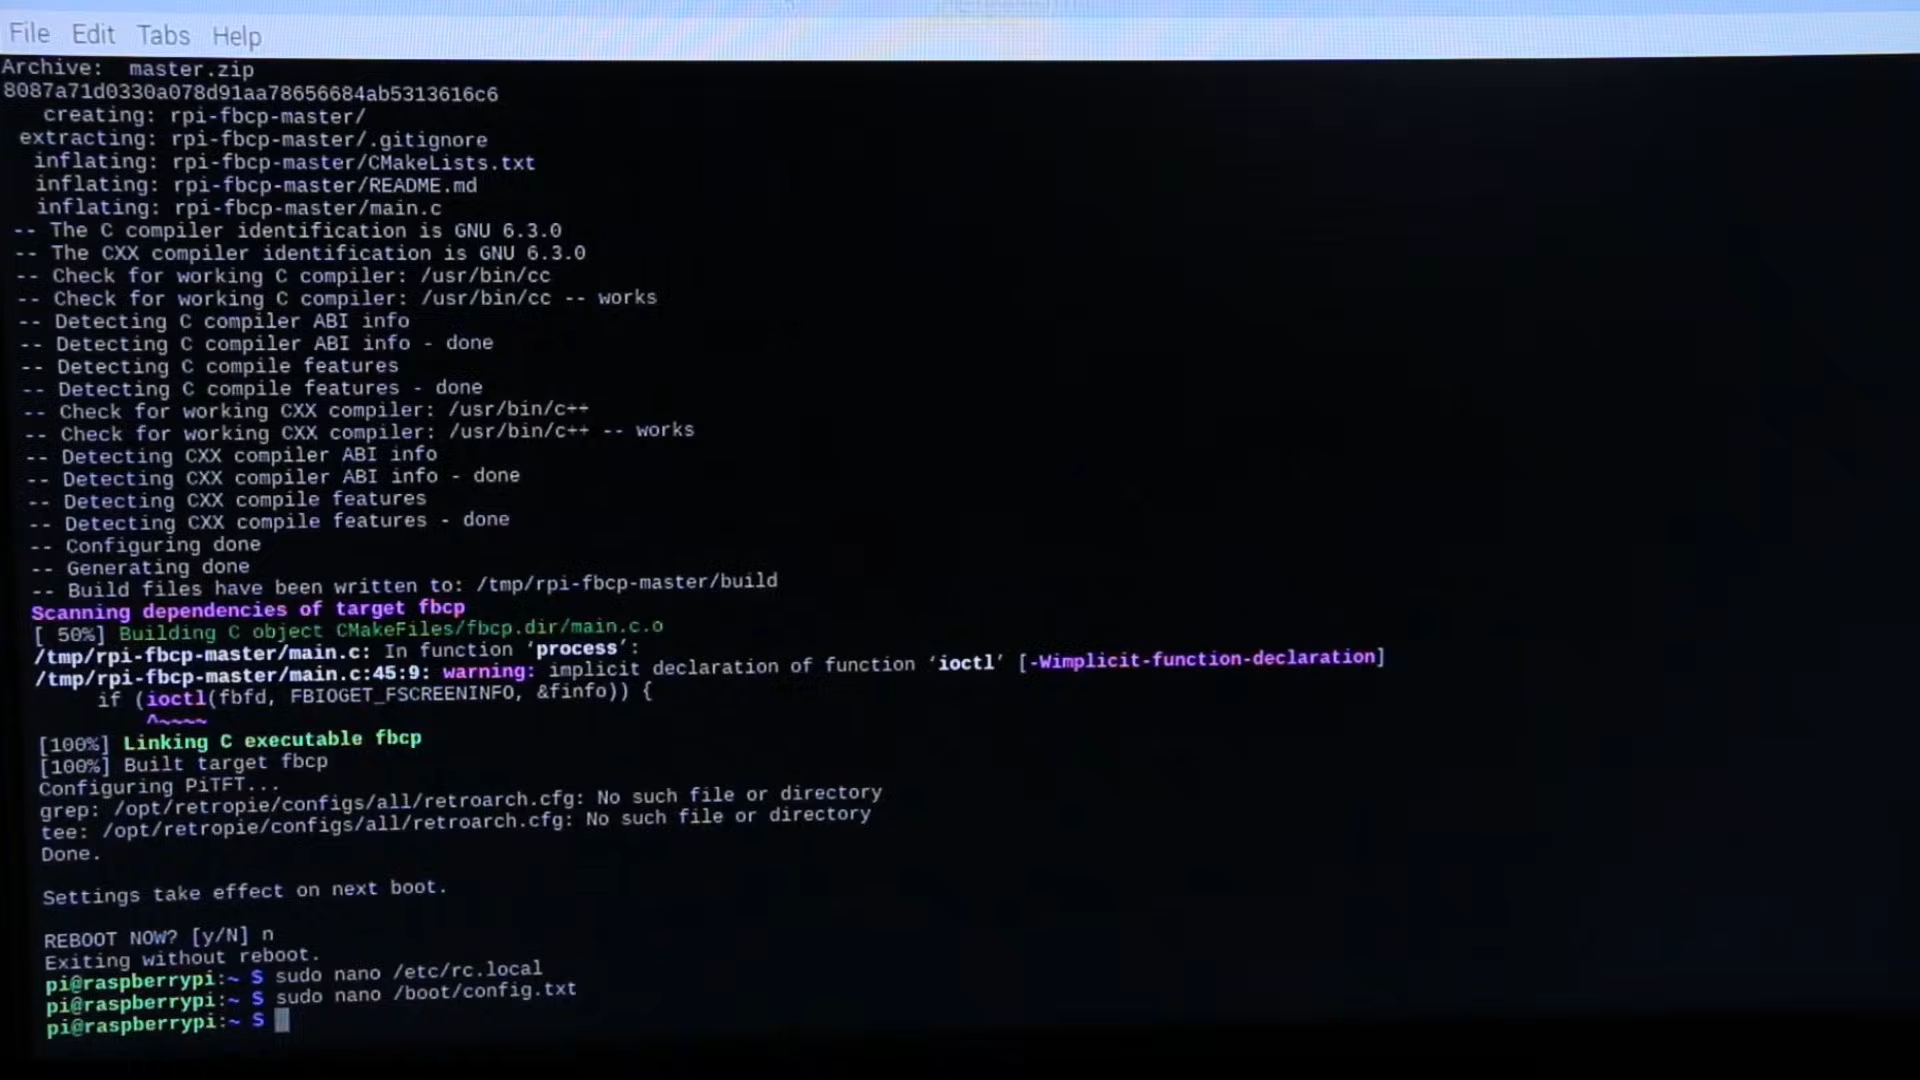 File Edit Tabs Help
Archive:  master.zip
8087a71d0330a078d91aa78656684ab5313616c6
creating: rpi-fbcp-master/
extracting: rpi-fbcp-master/.gitignore
inflating: rpi-fbcp-master/CMakeLists.txt
inflating: rpi-fbcp-master/README.md
inflating: rpi-fbcp-master/main.c
-- The C compiler identification is GNU 6.3.0
-- The CXX compiler identification is GNU 6.3.0
-- Check for working C compiler: /usr/bin/cc
-- Check for working C compiler: /usr/bin/cc -- works
-- Detecting C compiler ABI info
-- Detecting C compiler ABI info - done
-- Detecting C compile features
-- Detecting C compile features - done
-- Check for working CXX compiler: /usr/bin/c++
-- Check for working CXX compiler: /usr/bin/c++ -- works
-- Detecting CXX compiler ABI info
-- Detecting CXX compiler ABI info - done
-- Detecting CXX compile features
-- Detecting CXX compile features - done
-- Configuring done
-- Generating done
-- Build files have been written to: /tmp/rpi-fbcp-master/build
Scanning dependencies of target fbcp
[ 50%] Building C object CMakeFiles/fbcp.dir/main.c.o
/tmp/rpi-fbcp-master/main.c: In function ‘process’:
/tmp/rpi-fbcp-master/main.c:45:9: warning: implicit declaration of function ‘ioctl’ [-Wimplicit-function-declaration]
if (ioctl(fbfd, FBIOGET_FSCREENINFO, &finfo)) {
^~~~~
[100%] Linking C executable fbcp
[100%] Built target fbcp
Configuring PiTFT...
grep: /opt/retropie/configs/all/retroarch.cfg: No such file or directory
tee: /opt/retropie/configs/all/retroarch.cfg: No such file or directory
Done.
Settings take effect on next boot.
REBOOT NOW? [y/N] n
Exiting without reboot.
pi@raspberrypi:~ $ sudo nano /etc/rc.local
pi@raspberrypi:~ $ sudo nano /boot/config.txt
pi@raspberrypi:~ $